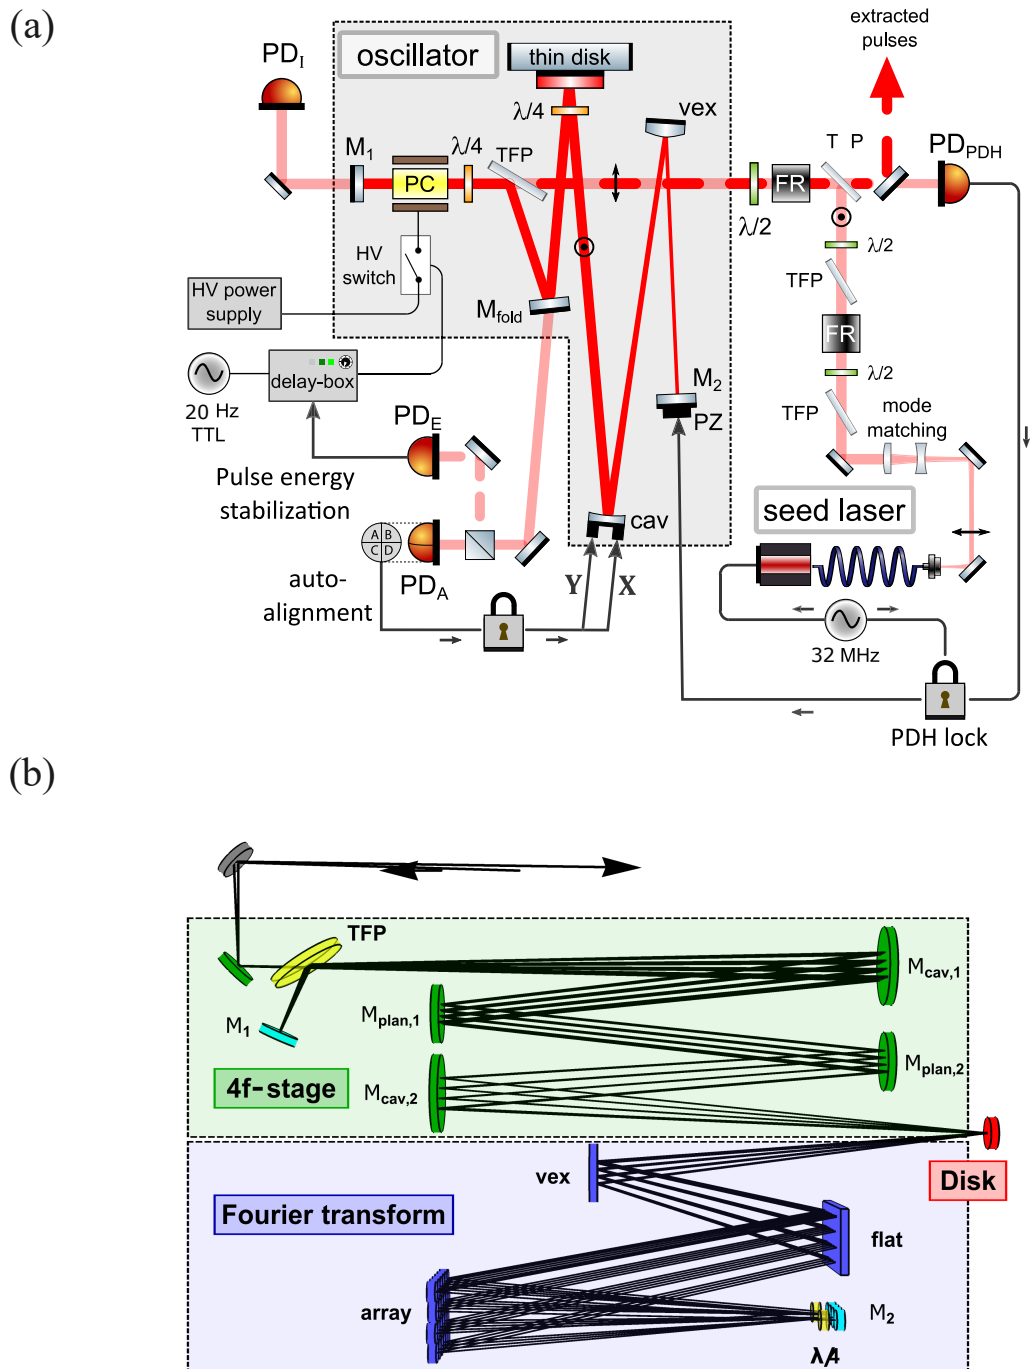 (a)
extracted
pulses
PD_I
oscillator
thin disk
λ/4
vex
M_1
λ/4
TFP
T P
PD_PDH
PC
FR
λ/2
HV
switch
λ/2
TFP
HV power
supply
M_fold
FR
delay-box
M_2
λ/2
20 Hz
TTL
PD_E
PZ
TFP
mode
matching
Pulse energy
stabilization
cav
seed laser
A B
C D
PD_A
auto-
alignment
Y
X
32 MHz
PDH lock
(b)
TFP
M_cav,1
M_plan,1
M_1
4f-stage
M_cav,2
M_plan,2
vex
Disk
Fourier transform
flat
array
M_2
λ/4